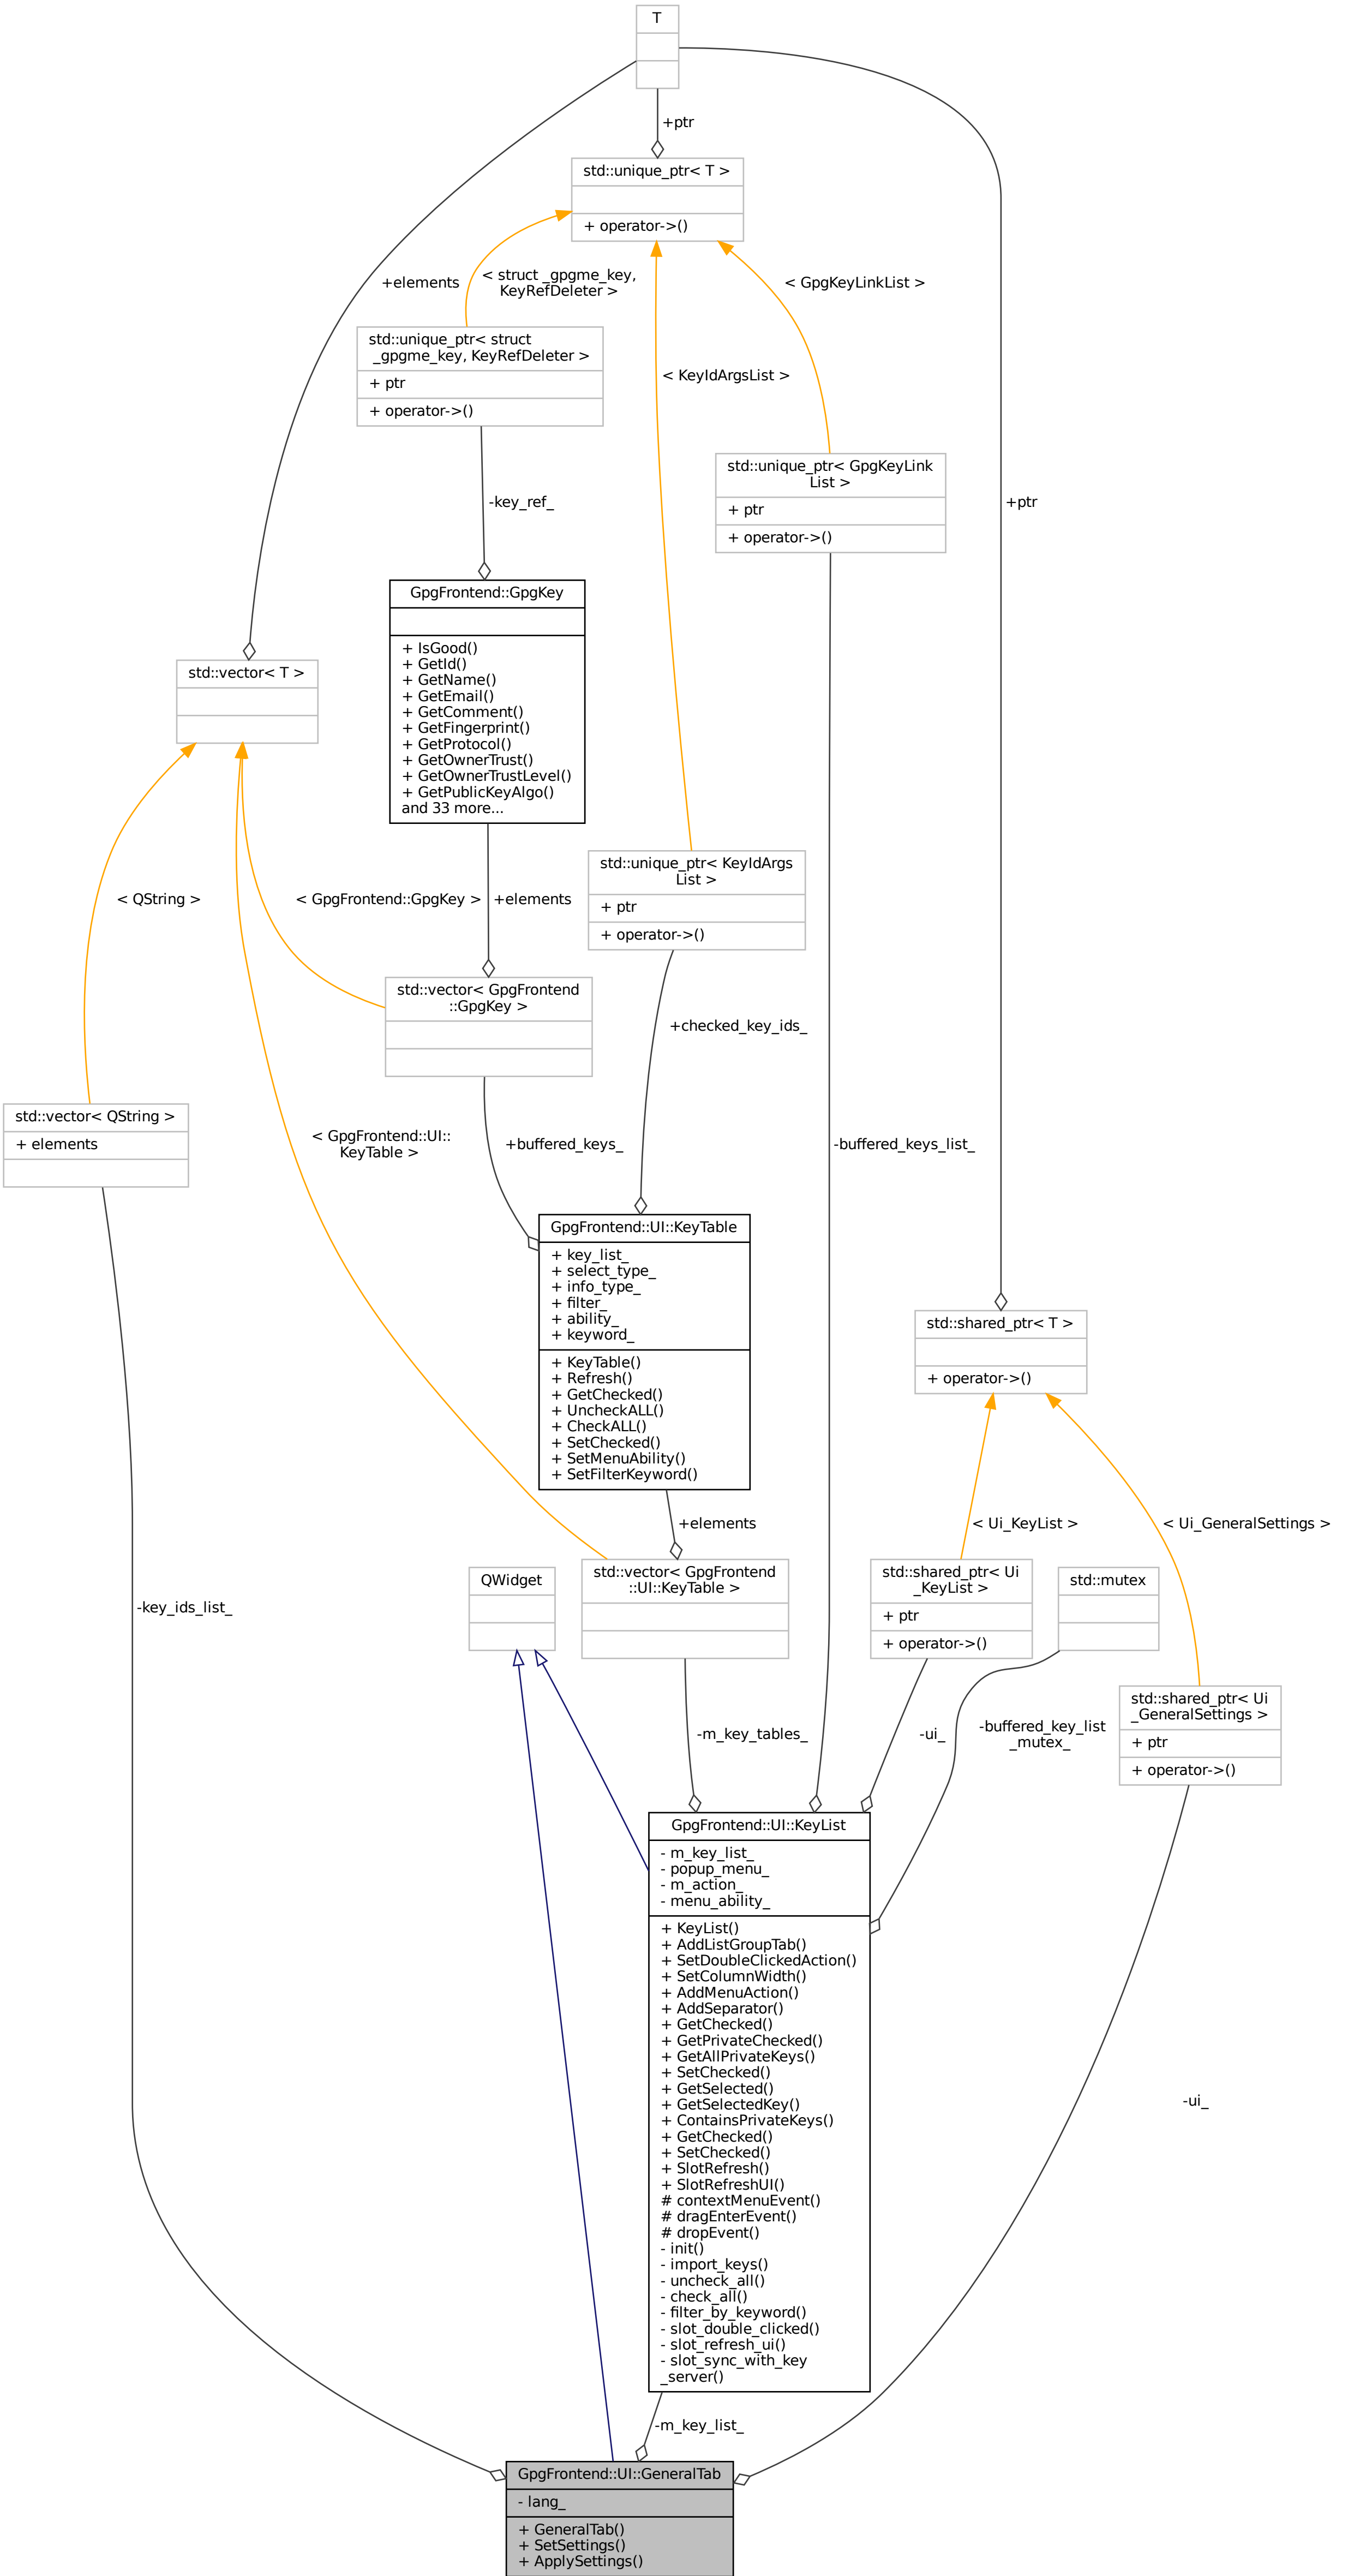 T
+ptr
std::unique_ptr< T >
+ operator->()
+elements
< struct _gpgme_key,
KeyRefDeleter >
< GpgKeyLinkList >
std::unique_ptr< struct
_gpgme_key, KeyRefDeleter >
+ ptr
+ operator->()
< KeyIdArgsList >
std::unique_ptr< GpgKeyLink
List >
+ ptr
+ operator->()
-key_ref_
+ptr
GpgFrontend::GpgKey
+ IsGood()
+ GetId()
+ GetName()
+ GetEmail()
+ GetComment()
+ GetFingerprint()
+ GetProtocol()
+ GetOwnerTrust()
+ GetOwnerTrustLevel()
+ GetPublicKeyAlgo()
and 33 more...
std::vector< T >
std::unique_ptr< KeyIdArgs
List >
+ ptr
+ operator->()
< QString >
< GpgFrontend::GpgKey >
+elements
std::vector< GpgFrontend
::GpgKey >
+checked_key_ids_
std::vector< QString >
+ elements
< GpgFrontend::UI::
KeyTable >
+buffered_keys_
-buffered_keys_list_
GpgFrontend::UI::KeyTable
+ key_list_
+ select_type_
+ info_type_
+ filter_
+ ability_
+ keyword_
+ KeyTable()
+ Refresh()
+ GetChecked()
+ UncheckALL()
+ CheckALL()
+ SetChecked()
+ SetMenuAbility()
+ SetFilterKeyword()
std::shared_ptr< T >
+ operator->()
+elements
< Ui_KeyList >
< Ui_GeneralSettings >
-key_ids_list_
QWidget
std::vector< GpgFrontend
::UI::KeyTable >
std::shared_ptr< Ui
_KeyList >
+ ptr
+ operator->()
std::mutex
std::shared_ptr< Ui
_GeneralSettings >
+ ptr
+ operator->()
-m_key_tables_
-ui_
-buffered_key_list
_mutex_
GpgFrontend::UI::KeyList
- m_key_list_
- popup_menu_
- m_action_
- menu_ability_
+ KeyList()
+ AddListGroupTab()
+ SetDoubleClickedAction()
+ SetColumnWidth()
+ AddMenuAction()
+ AddSeparator()
+ GetChecked()
+ GetPrivateChecked()
+ GetAllPrivateKeys()
+ SetChecked()
+ GetSelected()
+ GetSelectedKey()
+ ContainsPrivateKeys()
+ GetChecked()
+ SetChecked()
+ SlotRefresh()
+ SlotRefreshUI()
# contextMenuEvent()
# dragEnterEvent()
# dropEvent()
- init()
- import_keys()
- uncheck_all()
- check_all()
- filter_by_keyword()
- slot_double_clicked()
- slot_refresh_ui()
- slot_sync_with_key
_server()
-ui_
-m_key_list_
GpgFrontend::UI::GeneralTab
- lang_
+ GeneralTab()
+ SetSettings()
+ ApplySettings()